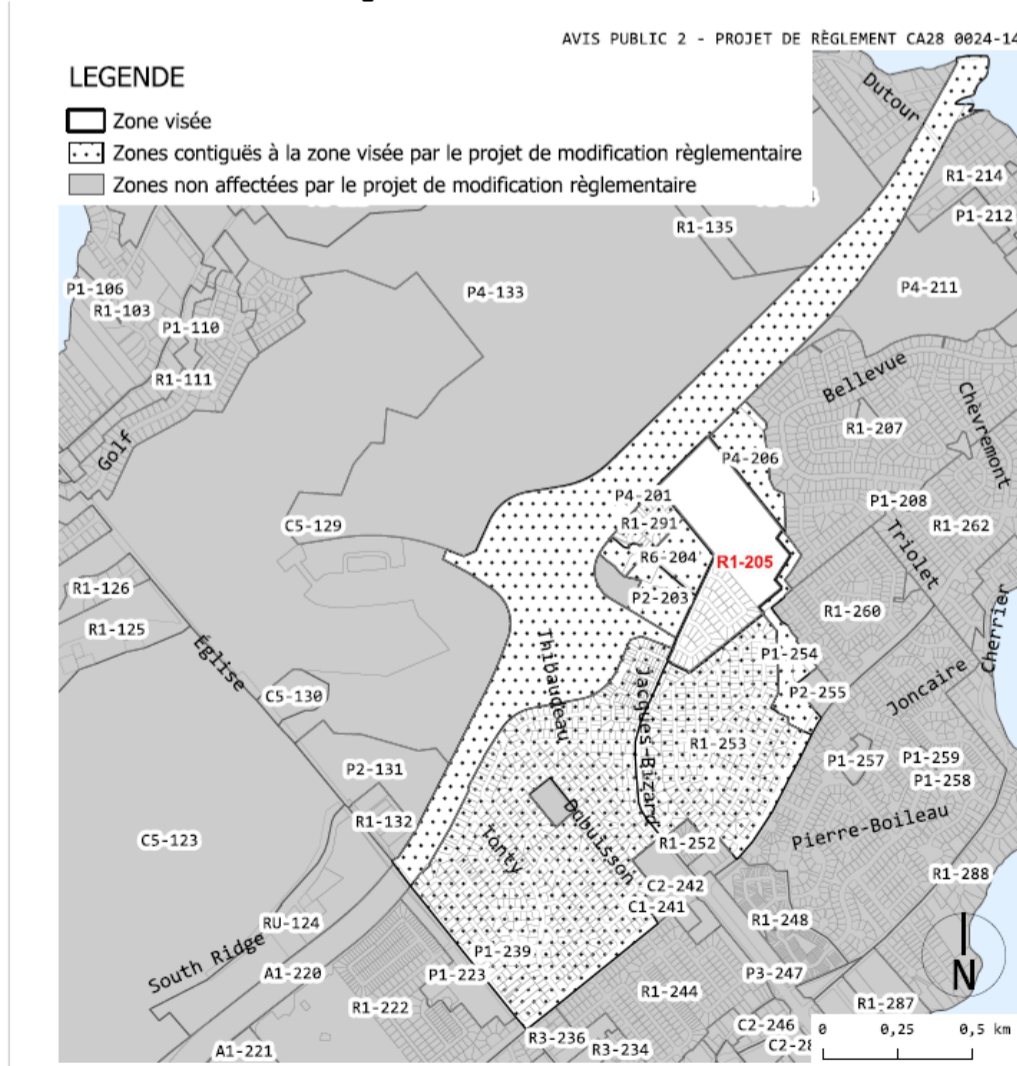 AVIS PUBLIC 2 - PROJET DE RÈGLEMENT CA28 0024-14
LEGENDE
Zone visée
Zones contiguës à la zone visée par le projet de modification règlementaire
Zones non affectées par le projet de modification règlementaire
Dutour
R1-214
P1-212
R1-135
P4-211
P1-106
R1-103
P4-133
P1-110
R1-111
Bellevue
Chèvremont
R1-207
Golf
P4-206
P4-201
P1-208
R1-291
C5-129
R1-262
Triolet
R6-204
R1-205
R1-126
P2-203
R1-260
R1-125
Cherrier
Église
Thibaudeau
P1-254
Jacques-Bizard
Joncaire
P2-255
C5-130
R1-253
P1-257
P1-259
P2-131
P1-258
Dabuisson
R1-132
Pierre-Boileau
C5-123
Tanty
R1-252
R1-288
C2-242
C1-241
RU-124
R1-248
South Ridge
P1-239
A1-220
P1-223
P3-247
N
R1-244
R1-222
R1-287
C2-246
R3-236
C2-28
A1-221
R3-234
0 0,25 0,5 km